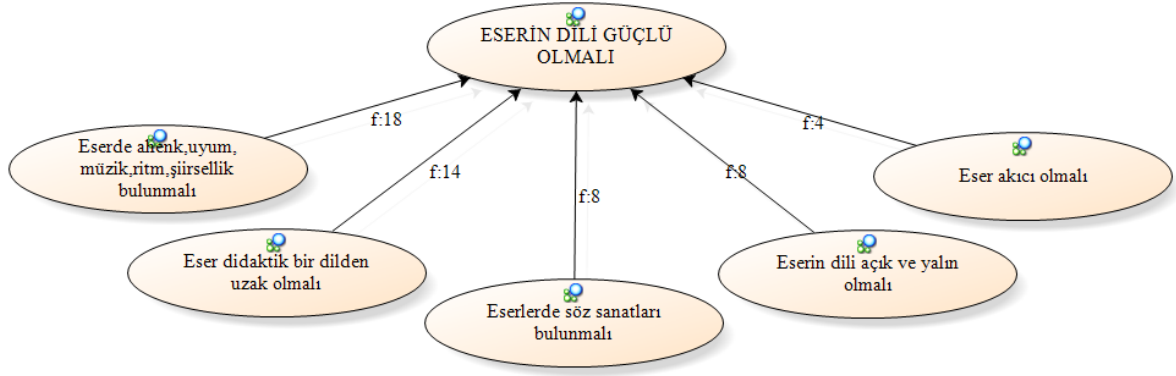 ESERİN DİLİ GÜÇLÜ
OLMALI
f:18
f:14
f:8
f:8
f:4
Eserde ahenk,uyum,
müzik,ritm,şiirsellik
bulunmalı
Eser didaktik bir dilden
uzak olmalı
Eserlerde söz sanatları
bulunmalı
Eserin dili açık ve yalın
olmalı
Eser akıcı olmalı